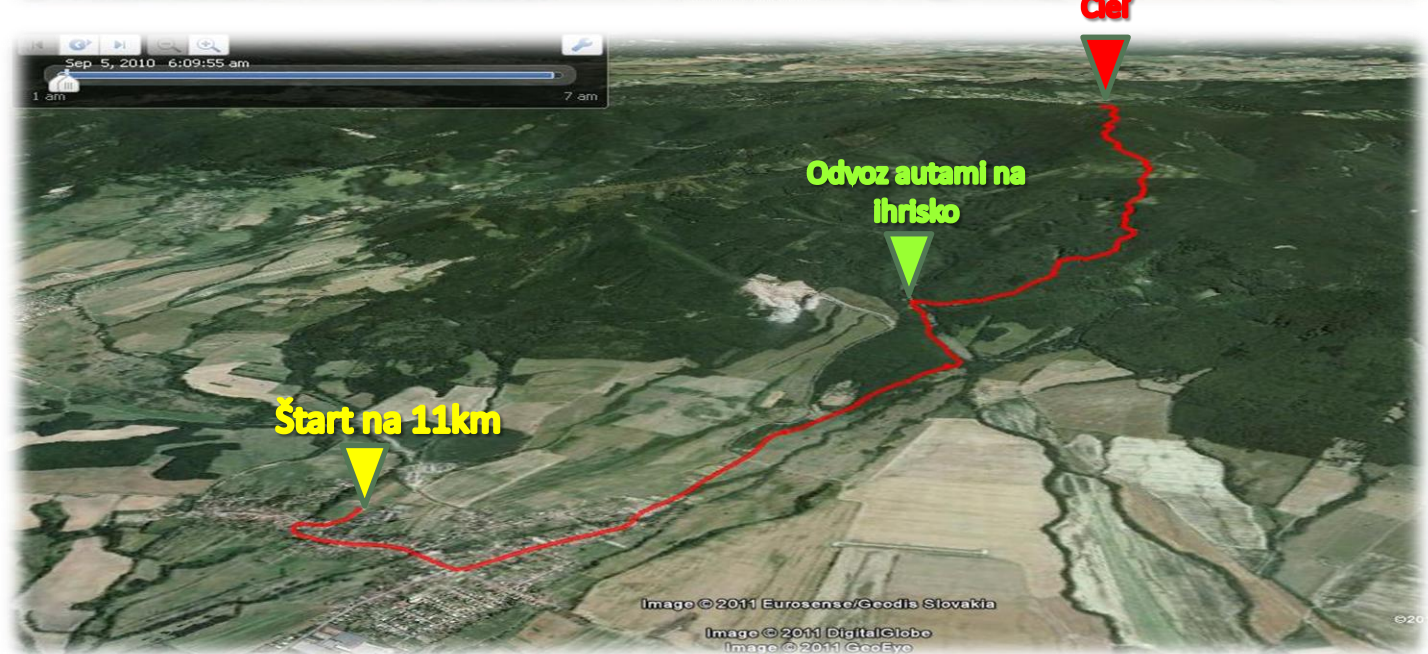 Cieľ
Sep 5, 2010 6:09:55 am
1 am
7 am
Odvoz autami na
ihrisko
Štart na 11km
Image © 2011 Eurosense/Geodis Slovakia
Image © 2011 DigitalGlobe
Image © 2011 GeoEye
©20